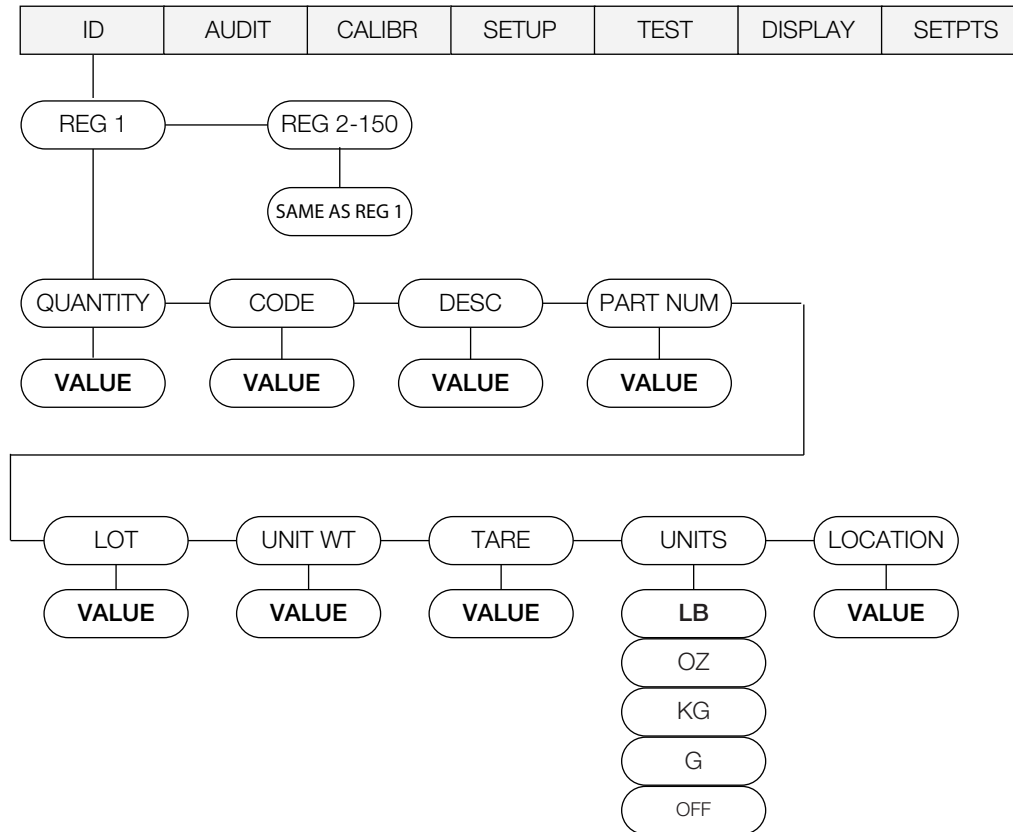 ID AUDIT CALIBR SETUP TEST DISPLAY SETPTS
REG 1 REG 2-150
SAME AS REG 1
QUANTITY CODE DESC PART NUM
VALUE VALUE VALUE VALUE
LOT UNIT WT TARE UNITS LOCATION
VALUE VALUE VALUE LB VALUE
OZ
KG
G
OFF